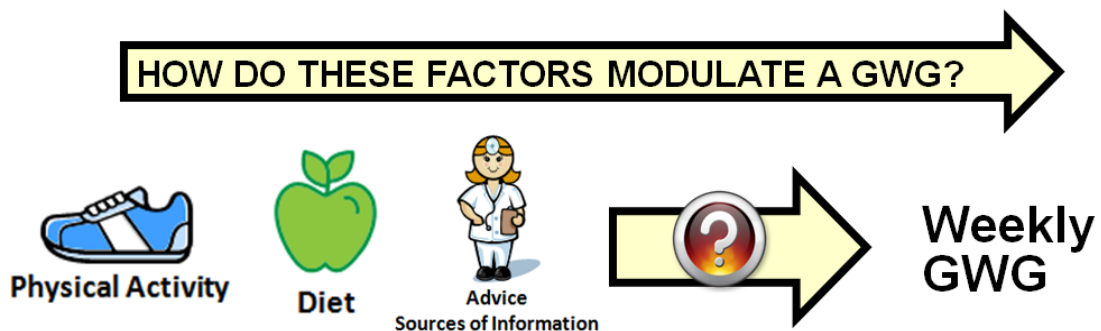 HOW DO THESE FACTORS MODULATE A GWG?
Physical Activity
Diet
Advice
Sources of Information
?
Weekly
GWG